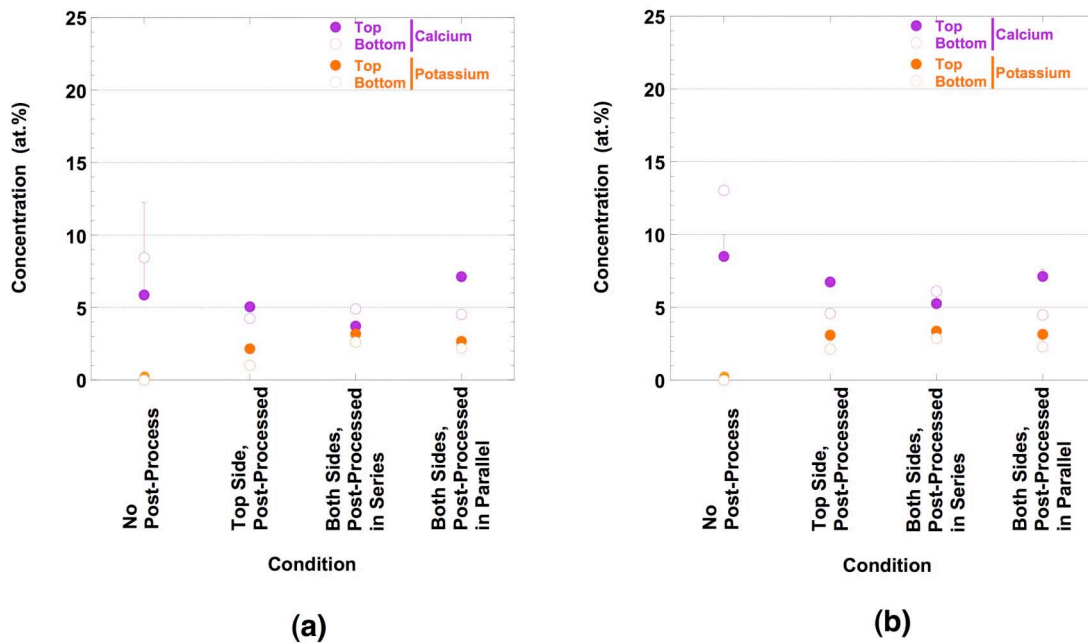 25
20
15
10
5
0
Concentration (at.%)
Top
Bottom
Calcium
Top
Bottom
Potassium
No
Post-Process
Top Side,
Post-Processed
Both Sides,
Post-Processed
in Series
Both Sides,
Post-Processed
in Parallel
Condition
(a)
25
20
15
10
5
0
Concentration (at.%)
Top
Bottom
Calcium
Top
Bottom
Potassium
No
Post-Process
Top Side,
Post-Processed
Both Sides,
Post-Processed
in Series
Both Sides,
Post-Processed
in Parallel
Condition
(b)